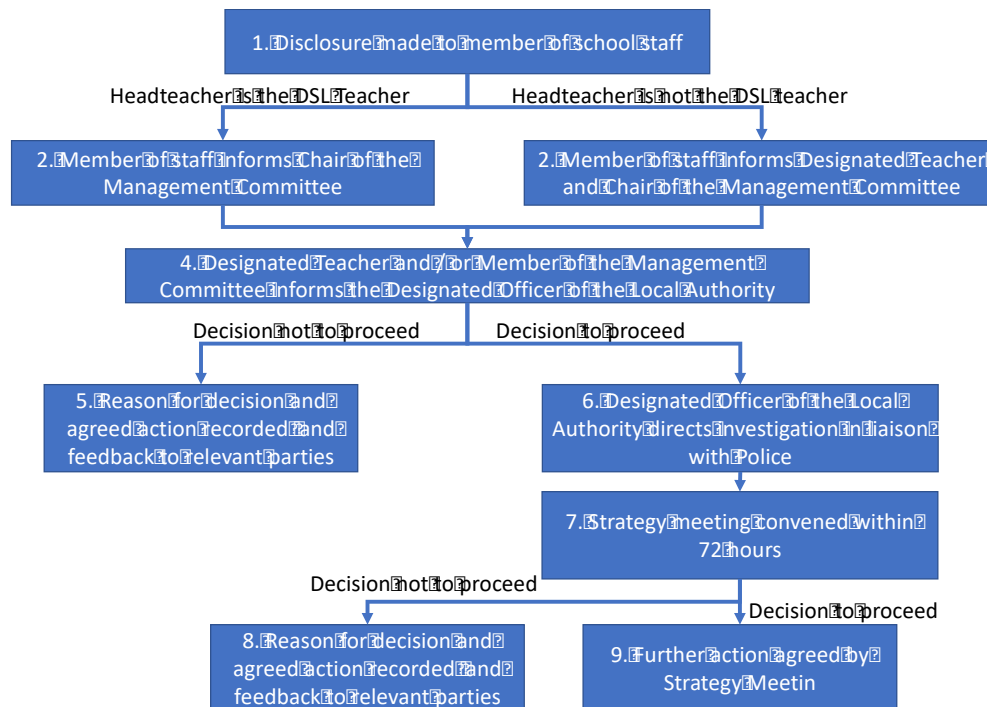 1. Disclosure made to member of school staff
Headteacher is the DSL Teacher
Headteacher is not the DSL teacher
2. Member of staff informs Chair of the
Management Committee
2. Member of staff informs Designated Teacher
and Chair of the Management Committee
4. Designated Teacher and / or Member of the Management
Committee informs the Designated Officer of the Local Authority
Decision not to proceed
Decision to proceed
5. Reason for decision and
agreed action recorded and
feedback to relevant parties
6. Designated Officer of the Local
Authority directs investigation in liaison
with Police
7. Strategy meeting convened within
72 hours
Decision not to proceed
Decision to proceed
8. Reason for decision and
agreed action recorded and
feedback to relevant parties
9. Further action agreed by
Strategy Meetin